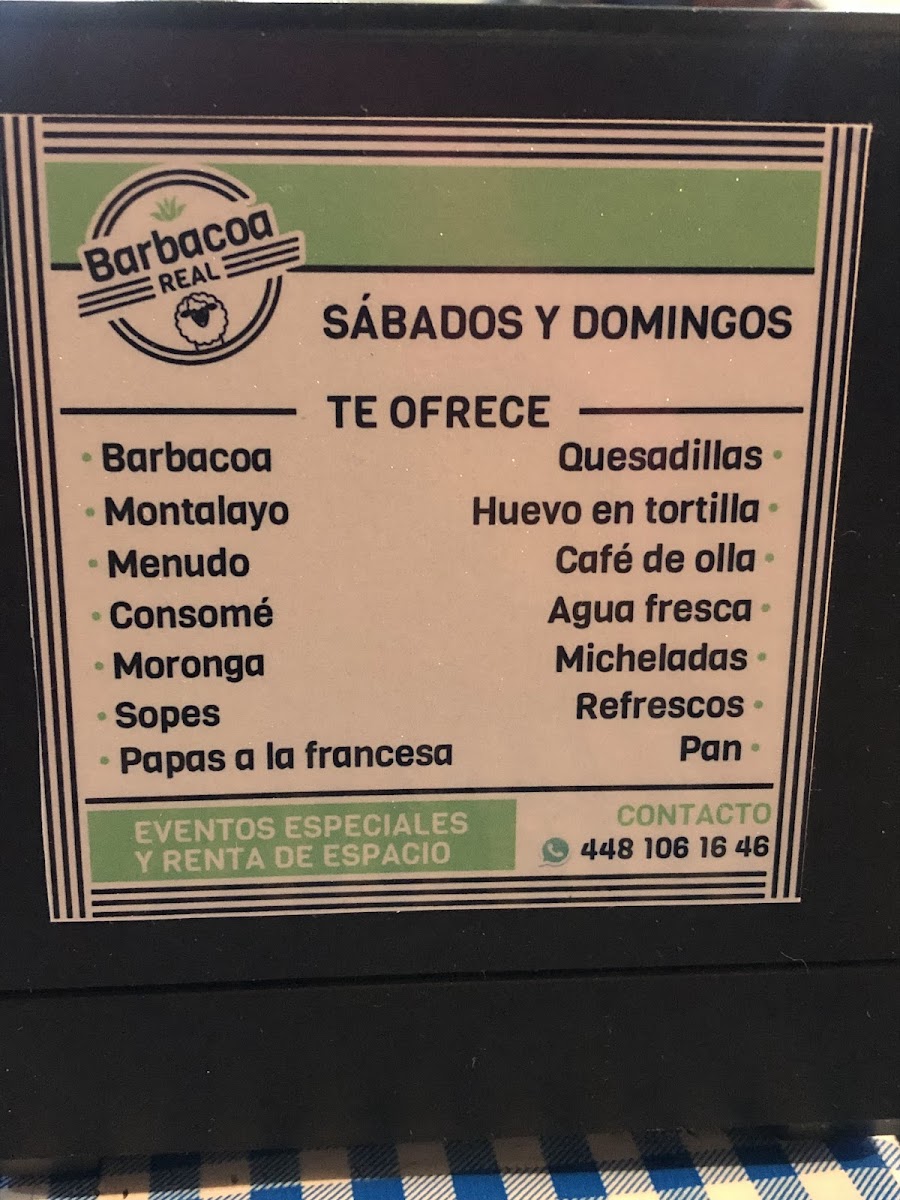 Barbacoa
REAL
SÁBADOS Y DOMINGOS
TE OFRECE
· Barbacoa
· Montalayo
· Menudo
· Consomé
· Moronga
· Sopes
· Papas a la francesa
Quesadillas ·
Huevo en tortilla ·
Café de olla ·
Agua fresca ·
Micheladas ·
Refrescos ·
Pan ·
EVENTOS ESPECIALES
Y RENTA DE ESPACIO
CONTACTO
448 106 16 46